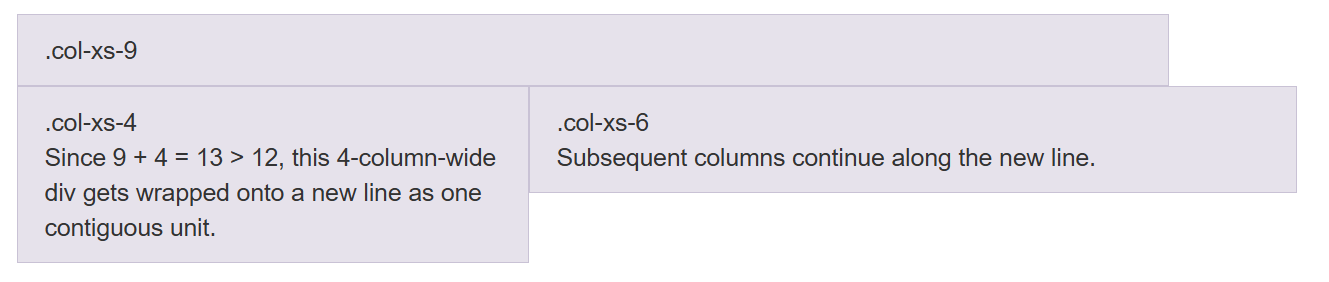 .col-xs-9
.col-xs-4
Since 9 + 4 = 13 > 12, this 4-column-wide
div gets wrapped onto a new line as one
contiguous unit.
.col-xs-6
Subsequent columns continue along the new line.